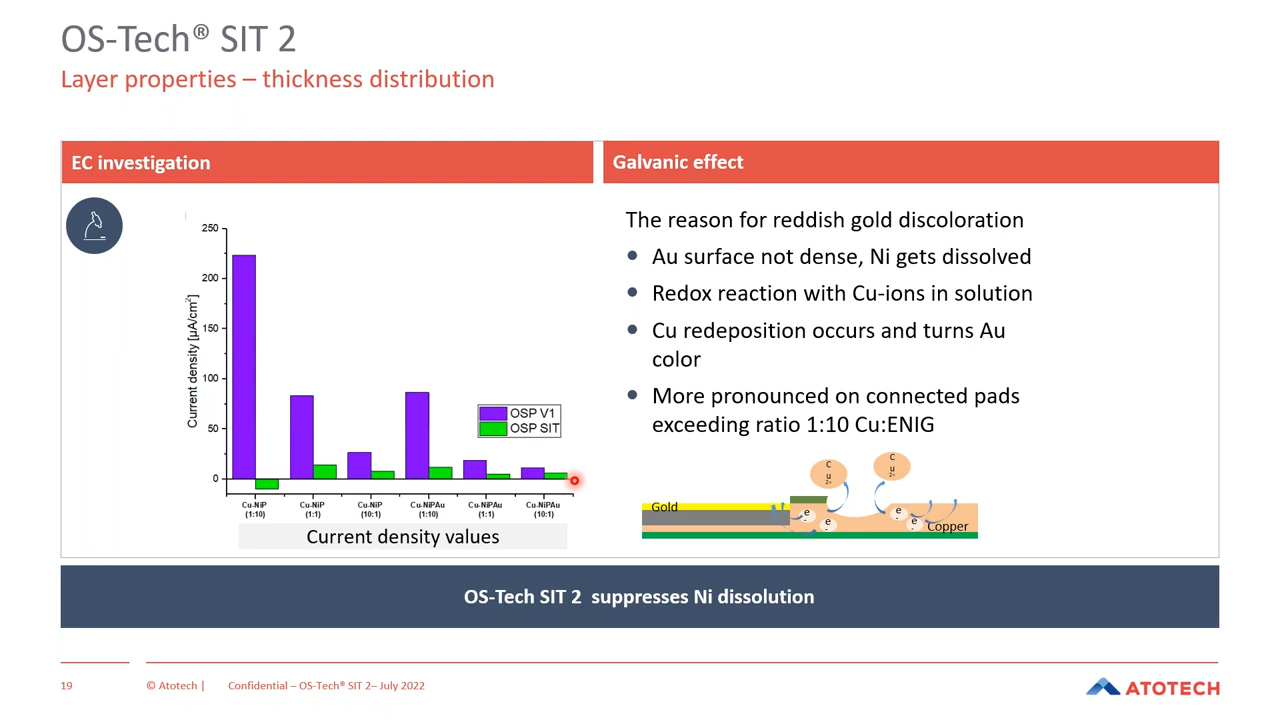 OS-Tech® SIT 2
Layer properties – thickness distribution
EC investigation
Current density [µA/cm²]
250
200
150
100
50
0
OSP V1
OSP SIT
Cu-NiP
(1:10)
Cu-NiP
(1:1)
Cu-NiP
(10:1)
Cu-NiPAu
(1:10)
Cu-NiPAu
(1:1)
Cu-NiPAu
(10:1)
Current density values
Galvanic effect
The reason for reddish gold discoloration
• Au surface not dense, Ni gets dissolved
• Redox reaction with Cu-ions in solution
• Cu redeposition occurs and turns Au
color
• More pronounced on connected pads
exceeding ratio 1:10 Cu:ENIG
C
u
2+
C
u
2+
Gold
e
-
e
-
e
-
e
-
Copper
OS-Tech SIT 2 suppresses Ni dissolution
19
© Atotech |
Confidential – OS-Tech® SIT 2– July 2022
ATOTECH